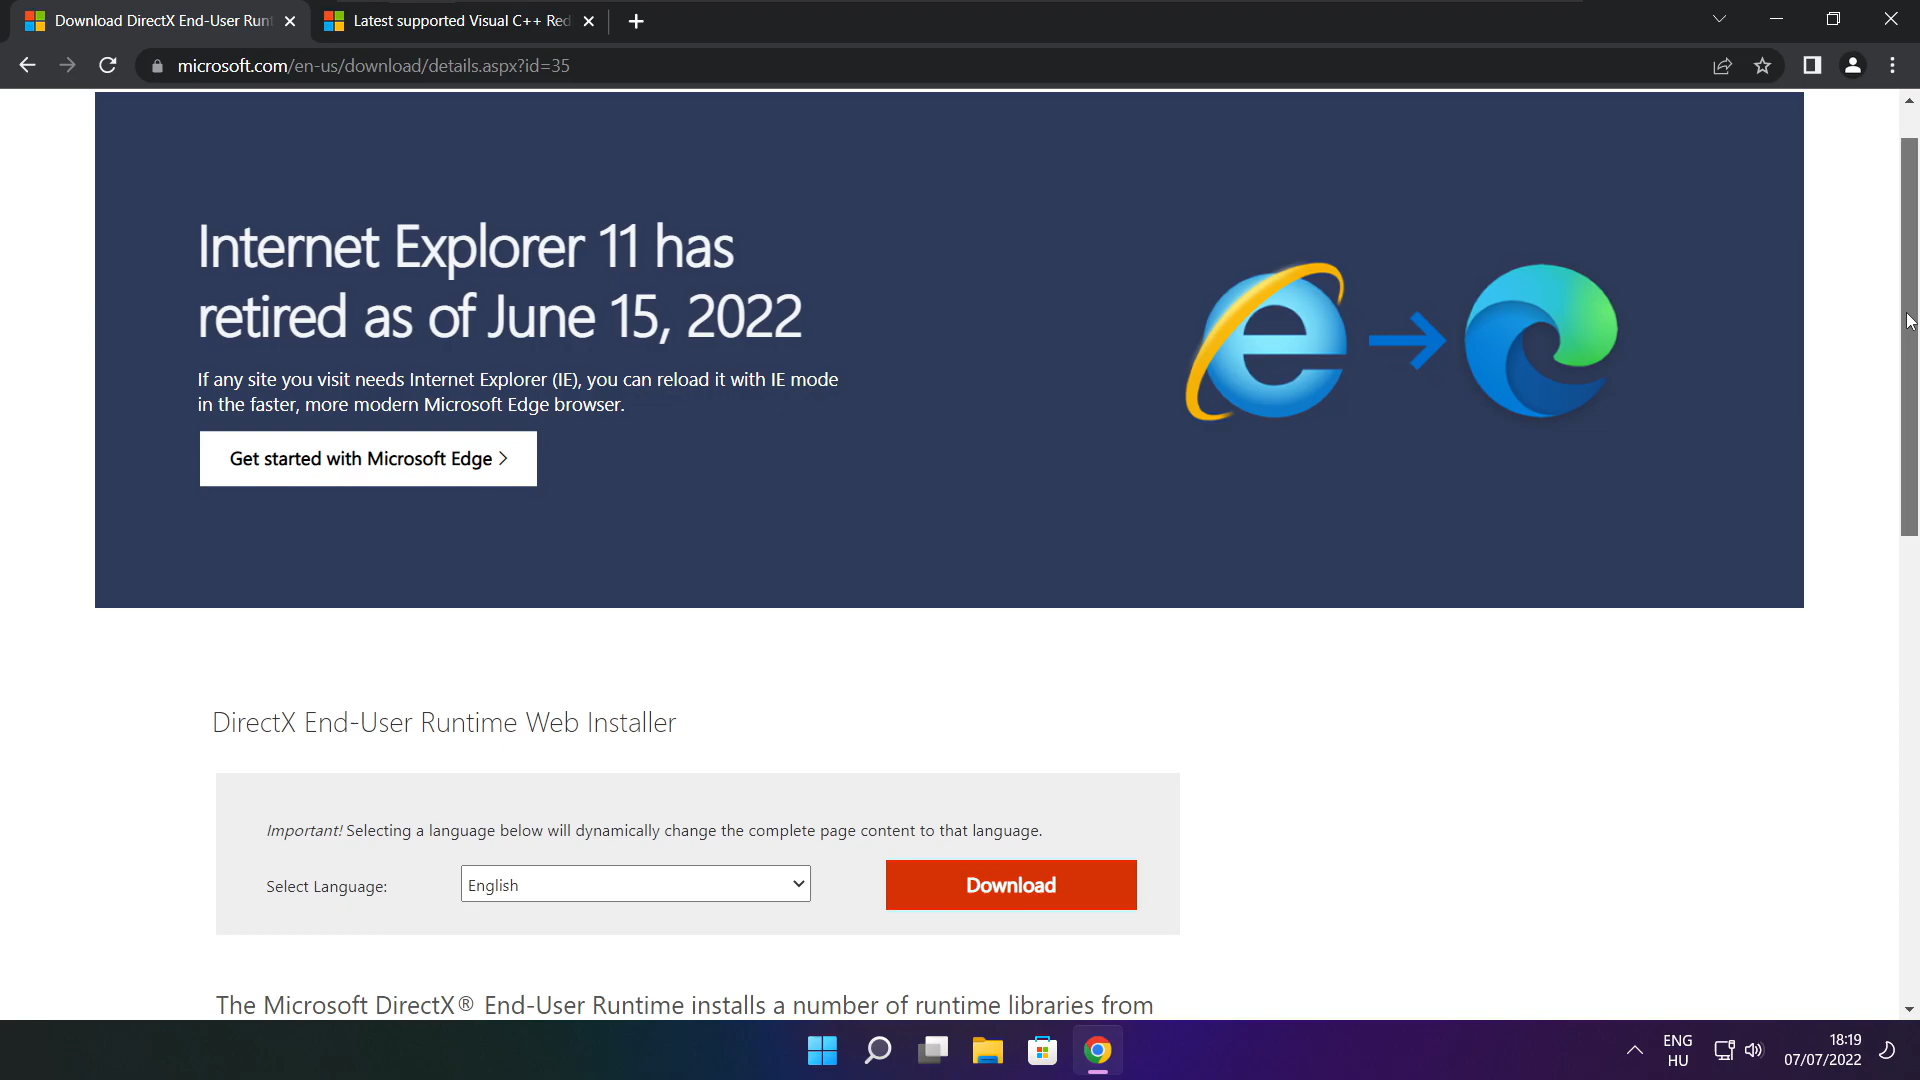 Download DirectX End-User Runt
Latest supported Visual C++ Red
microsoft.com/en-us/download/details.aspx?id=35
Internet Explorer 11 has
retired as of June 15, 2022
If any site you visit needs Internet Explorer (IE), you can reload it with IE mode
in the faster, more modern Microsoft Edge browser.
Get started with Microsoft Edge >
DirectX End-User Runtime Web Installer
Important! Selecting a language below will dynamically change the complete page content to that language.
Select Language:
English
Download
The Microsoft DirectX® End-User Runtime installs a number of runtime libraries from
ENG
HU
18:19
07/07/2022